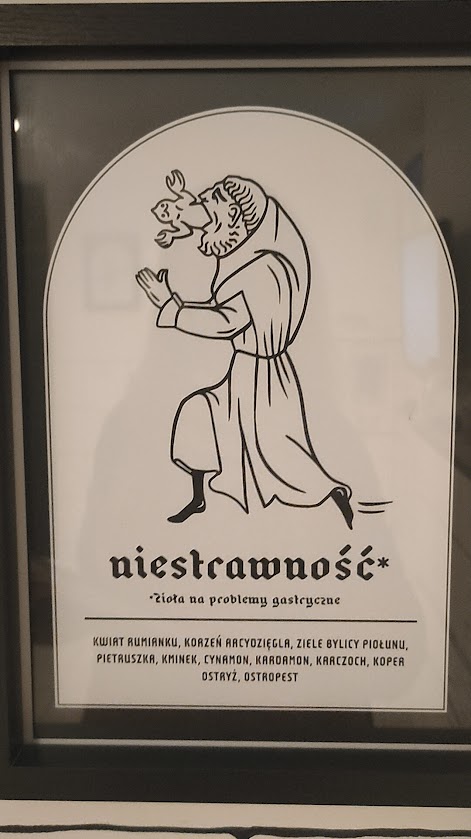 niestrawność*
*Zioła na problemy gastryczne
KWIAT RUMIANKU, KORZEŃ ARCYDZIĘGLA, ZIELE BYLICY PIOŁUNU,
PIETRUSZKA, KMINEK, CYNAMON, KARDAMON, KARCZOCH, KOPER
OSTRYŻ, OSTROPEST